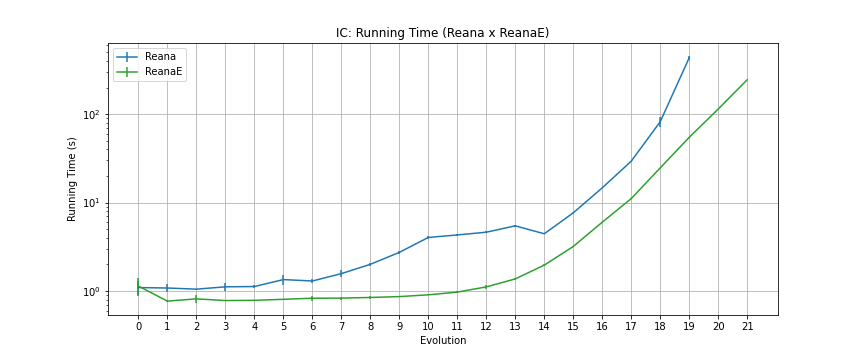 IC: Running Time (Reana x ReanaE)
Reana
ReanaE
Running Time (s)
10²
10¹
10⁰
0 1 2 3 4 5 6 7 8 9 10 11 12 13 14 15 16 17 18 19 20 21
Evolution